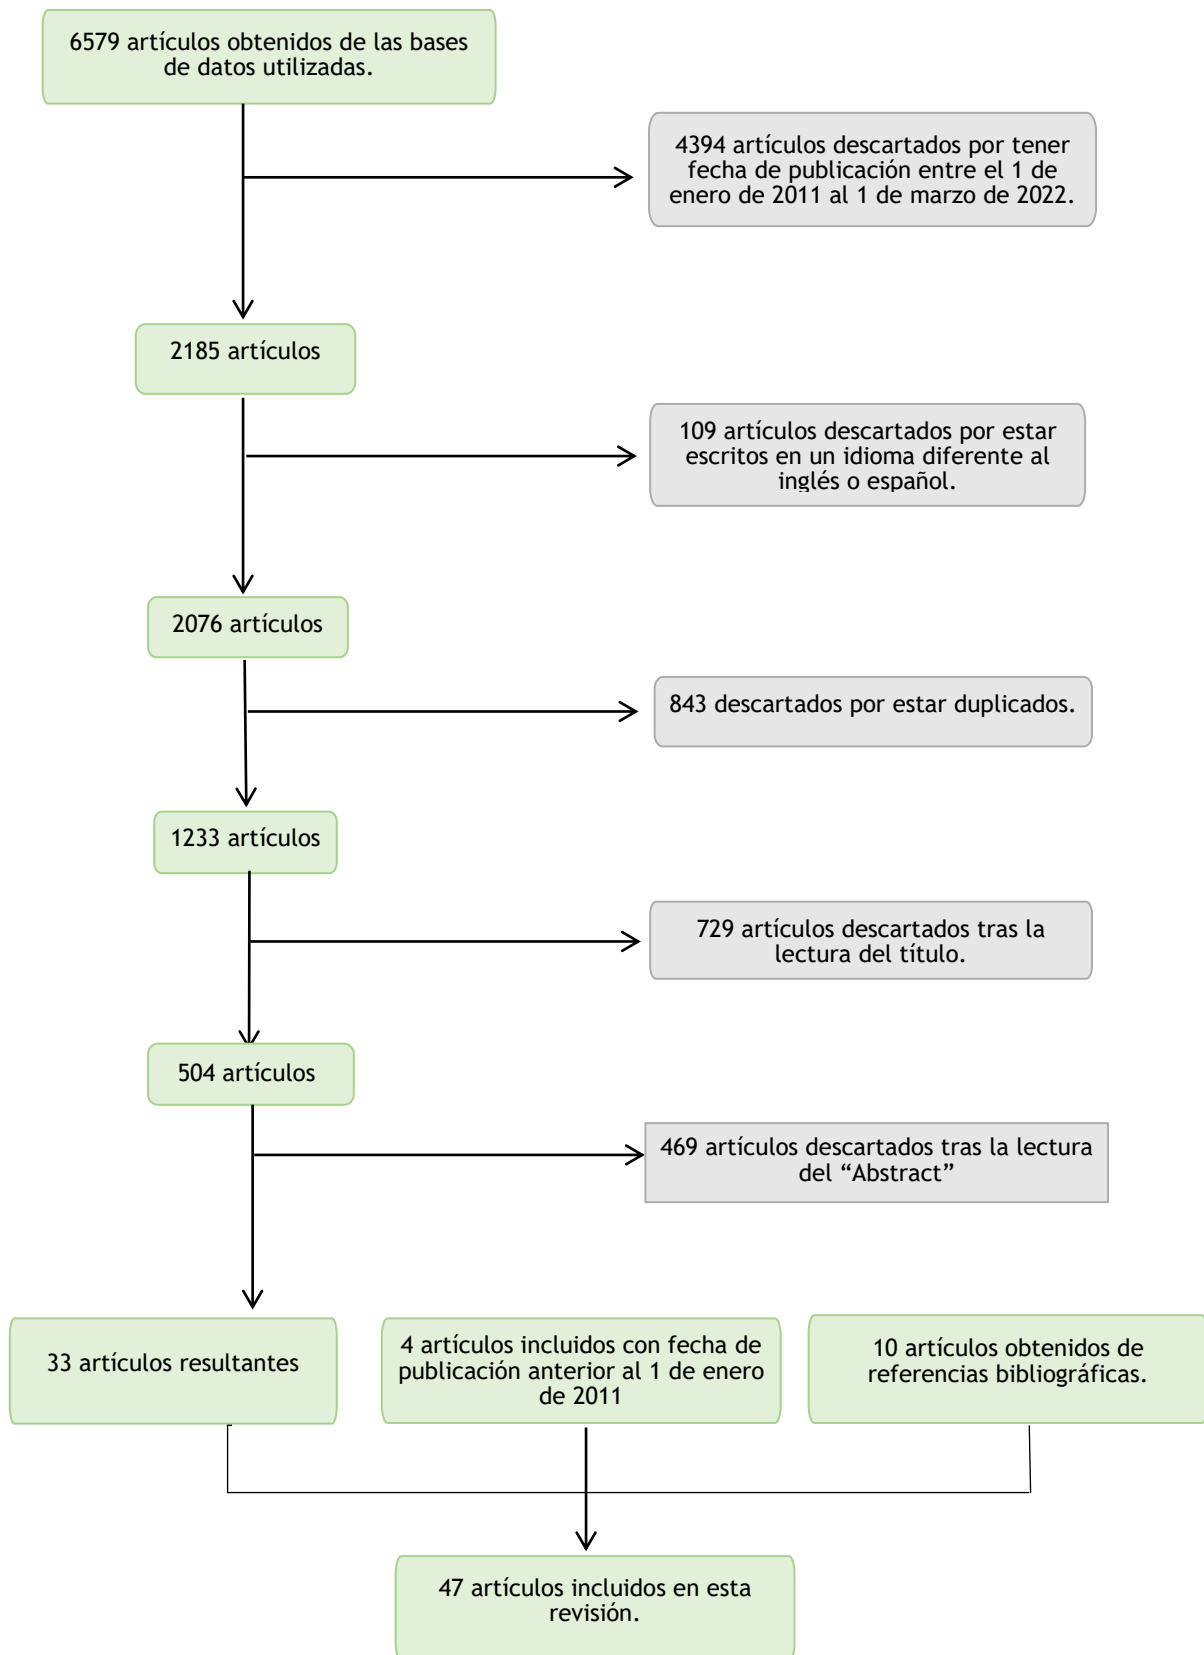 6579 artículos obtenidos de las bases
de datos utilizadas.
4394 artículos descartados por tener
fecha de publicación entre el 1 de
enero de 2011 al 1 de marzo de 2022.
2185 artículos
109 artículos descartados por estar
escritos en un idioma diferente al
inglés o español.
2076 artículos
843 descartados por estar duplicados.
1233 artículos
729 artículos descartados tras la
lectura del título.
504 artículos
469 artículos descartados tras la lectura
del “Abstract”
33 artículos resultantes
4 artículos incluidos con fecha de
publicación anterior al 1 de enero
de 2011
10 artículos obtenidos de
referencias bibliográficas.
47 artículos incluidos en esta
revisión.